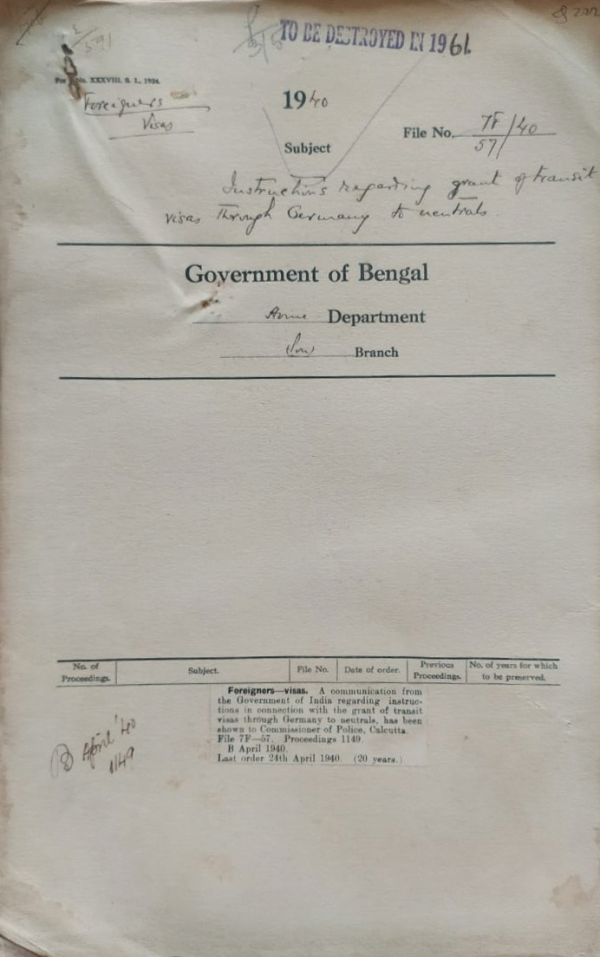 TO BE DESTROYED IN 1961
XXXVIII. S. L., 1934.
Foreigners
Visas
1940
File No. 7F/40
57
Subject
Instructions regarding grant of transit
visas through Germany to neutrals.
Government of Bengal
Department
Branch
No. of
Proceedings.
Subject.
File No.
Date of order.
Previous
Proceedings.
No. of years for which
to be preserved.
Foreigners—visas. A communication from
the Government of India regarding instruc-
tions in connection with the grant of transit
visas through Germany to neutrals, has been
shown to Commissioner of Police, Calcutta.
File 7F—57. Proceedings 1149.
B April 1940.
Last order 24th April 1940. (20 years.)
B April '40
1149